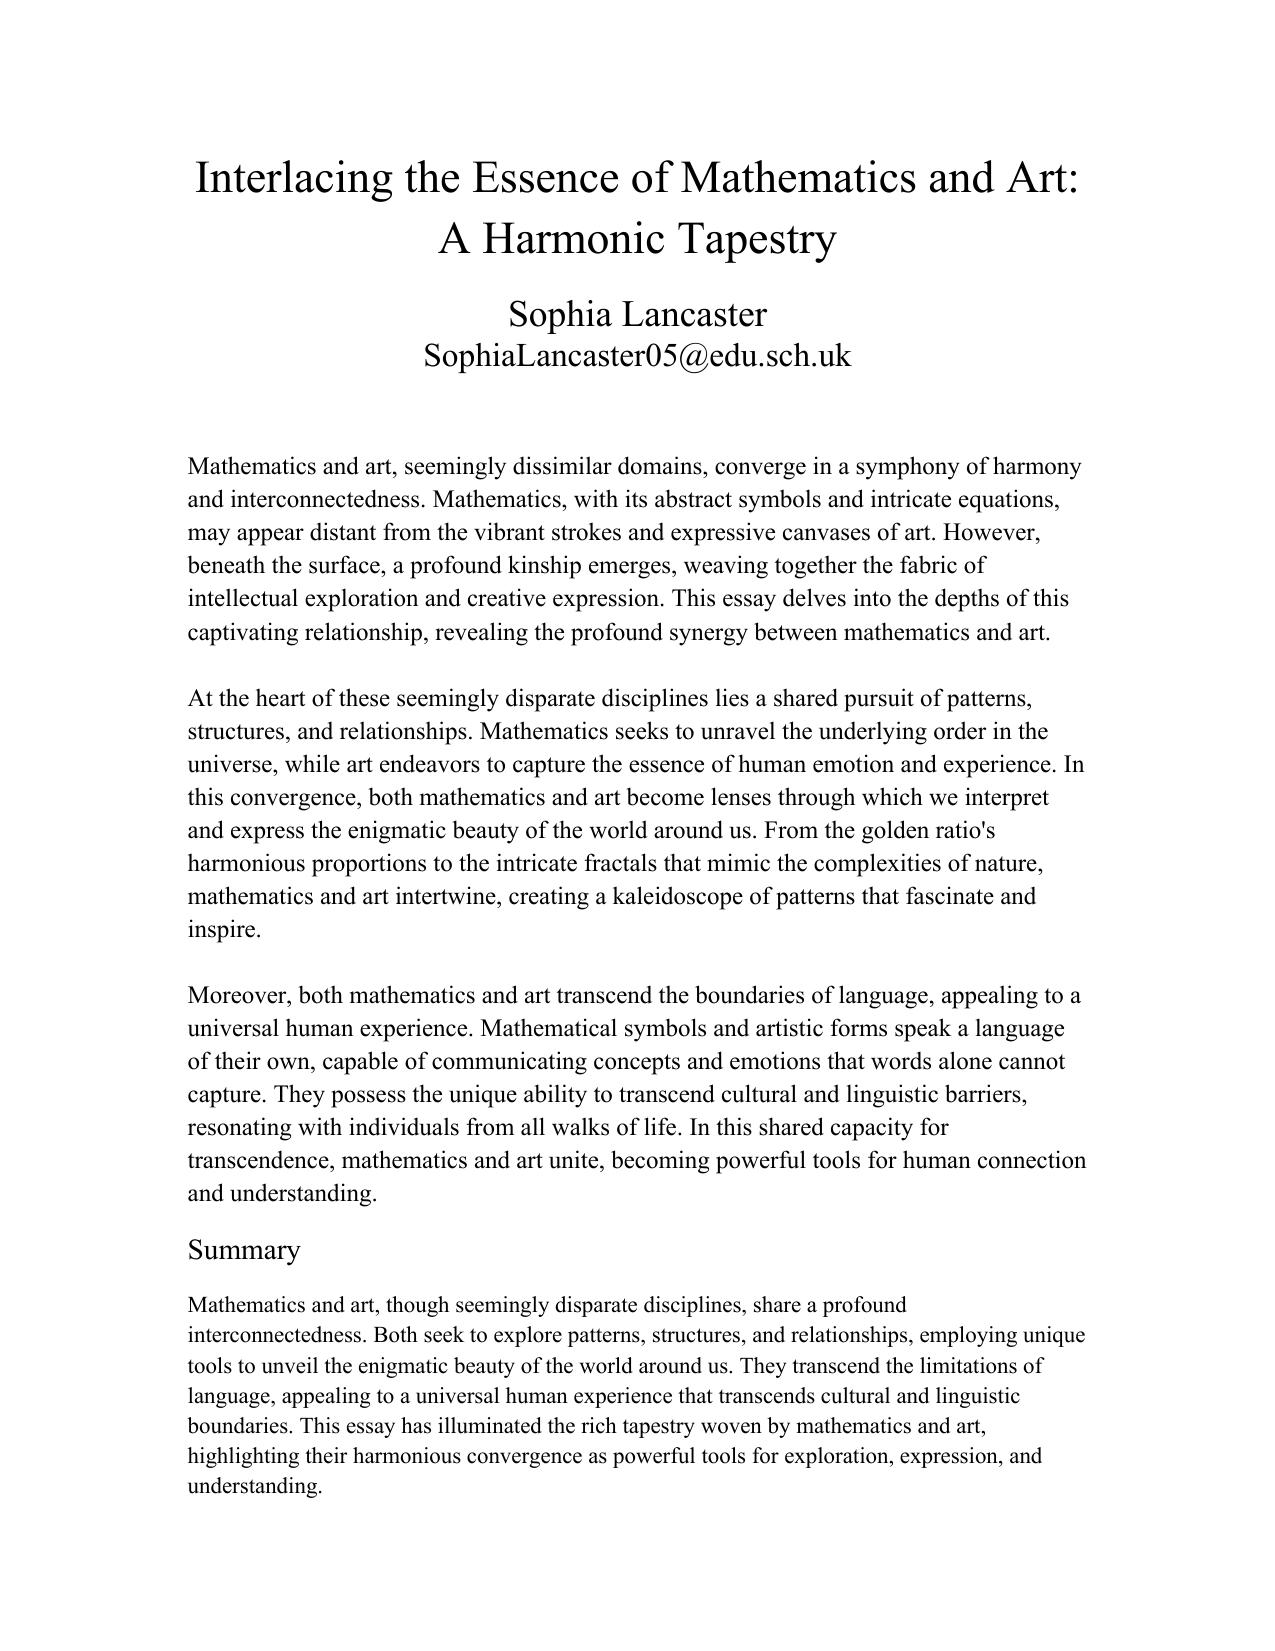 Interlacing the Essence of Mathematics and Art:
A Harmonic Tapestry
Sophia Lancaster
SophiaLancaster05@edu.sch.uk
Mathematics and art, seemingly dissimilar domains, converge in a symphony of harmony
and interconnectedness. Mathematics, with its abstract symbols and intricate equations,
may appear distant from the vibrant strokes and expressive canvases of art. However,
beneath the surface, a profound kinship emerges, weaving together the fabric of
intellectual exploration and creative expression. This essay delves into the depths of this
captivating relationship, revealing the profound synergy between mathematics and art.
At the heart of these seemingly disparate disciplines lies a shared pursuit of patterns,
structures, and relationships. Mathematics seeks to unravel the underlying order in the
universe, while art endeavors to capture the essence of human emotion and experience. In
this convergence, both mathematics and art become lenses through which we interpret
and express the enigmatic beauty of the world around us. From the golden ratio's
harmonious proportions to the intricate fractals that mimic the complexities of nature,
mathematics and art intertwine, creating a kaleidoscope of patterns that fascinate and
inspire.
Moreover, both mathematics and art transcend the boundaries of language, appealing to a
universal human experience. Mathematical symbols and artistic forms speak a language
of their own, capable of communicating concepts and emotions that words alone cannot
capture. They possess the unique ability to transcend cultural and linguistic barriers,
resonating with individuals from all walks of life. In this shared capacity for
transcendence, mathematics and art unite, becoming powerful tools for human connection
and understanding.
Summary
Mathematics and art, though seemingly disparate disciplines, share a profound
interconnectedness. Both seek to explore patterns, structures, and relationships, employing unique
tools to unveil the enigmatic beauty of the world around us. They transcend the limitations of
language, appealing to a universal human experience that transcends cultural and linguistic
boundaries. This essay has illuminated the rich tapestry woven by mathematics and art,
highlighting their harmonious convergence as powerful tools for exploration, expression, and
understanding.